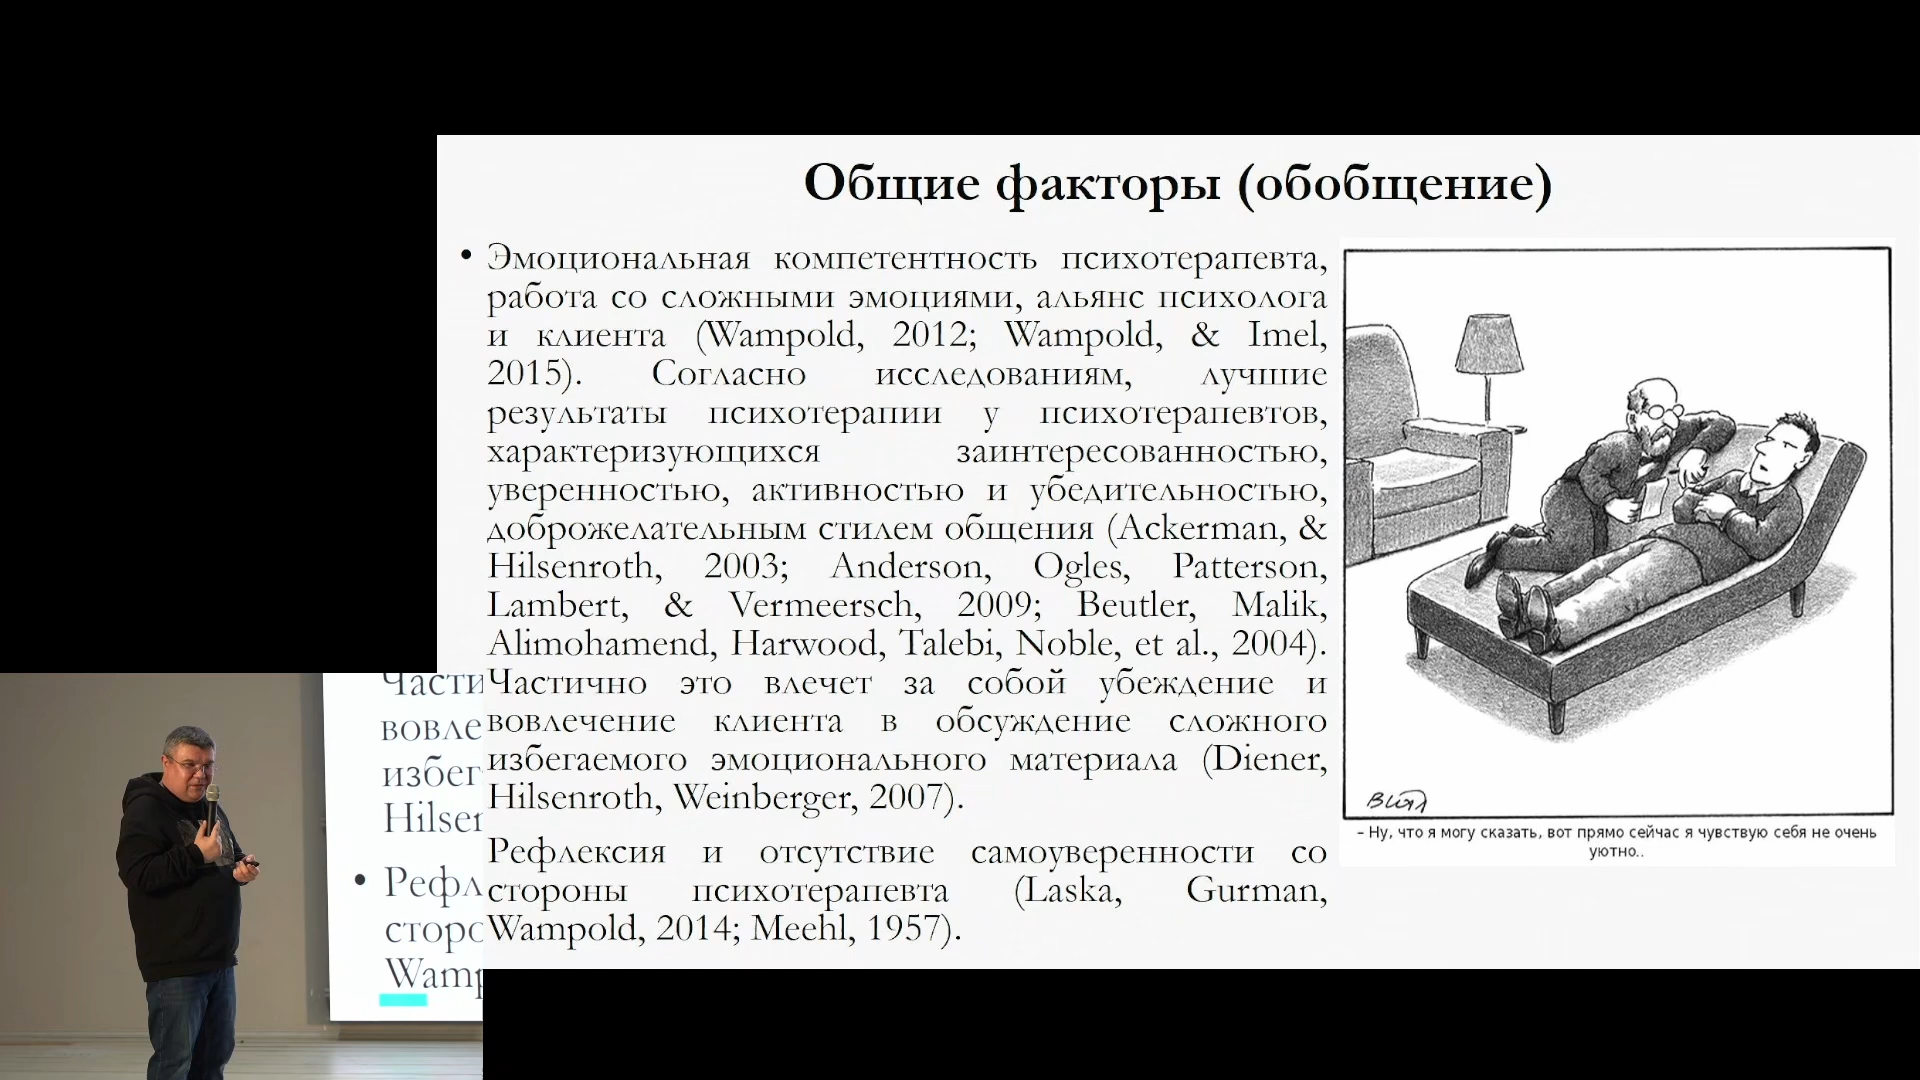 Общие факторы (обобщение)
• Эмоциональная компетентность психотерапевта,
работа со сложными эмоциями, альянс психолога
и клиента (Wampold, 2012; Wampold, & Imel,
2015). Согласно исследованиям, лучшие
результаты психотерапии у психотерапевтов,
характеризующихся заинтересованностью,
уверенностью, активностью и убедительностью,
доброжелательным стилем общения (Ackerman, &
Hilsenroth, 2003; Anderson, Ogles, Patterson,
Lambert, & Vermeersch, 2009; Beutler, Malik,
Alimohamend, Harwood, Talebi, Noble, et al., 2004).
Частично это влечет за собой убеждение и
вовлечение клиента в обсуждение сложного
избегаемого эмоционального материала (Diener,
Hilsenroth, Weinberger, 2007).
Рефлексия и отсутствие самоуверенности со
стороны психотерапевта (Laska, Gurman,
Wampold, 2014; Meehl, 1957).
– Ну, что я могу сказать, вот прямо сейчас я чувствую себя не очень
уютно..
Части
вовле
избег
Hilser
• Рефл
сторо
Wamp